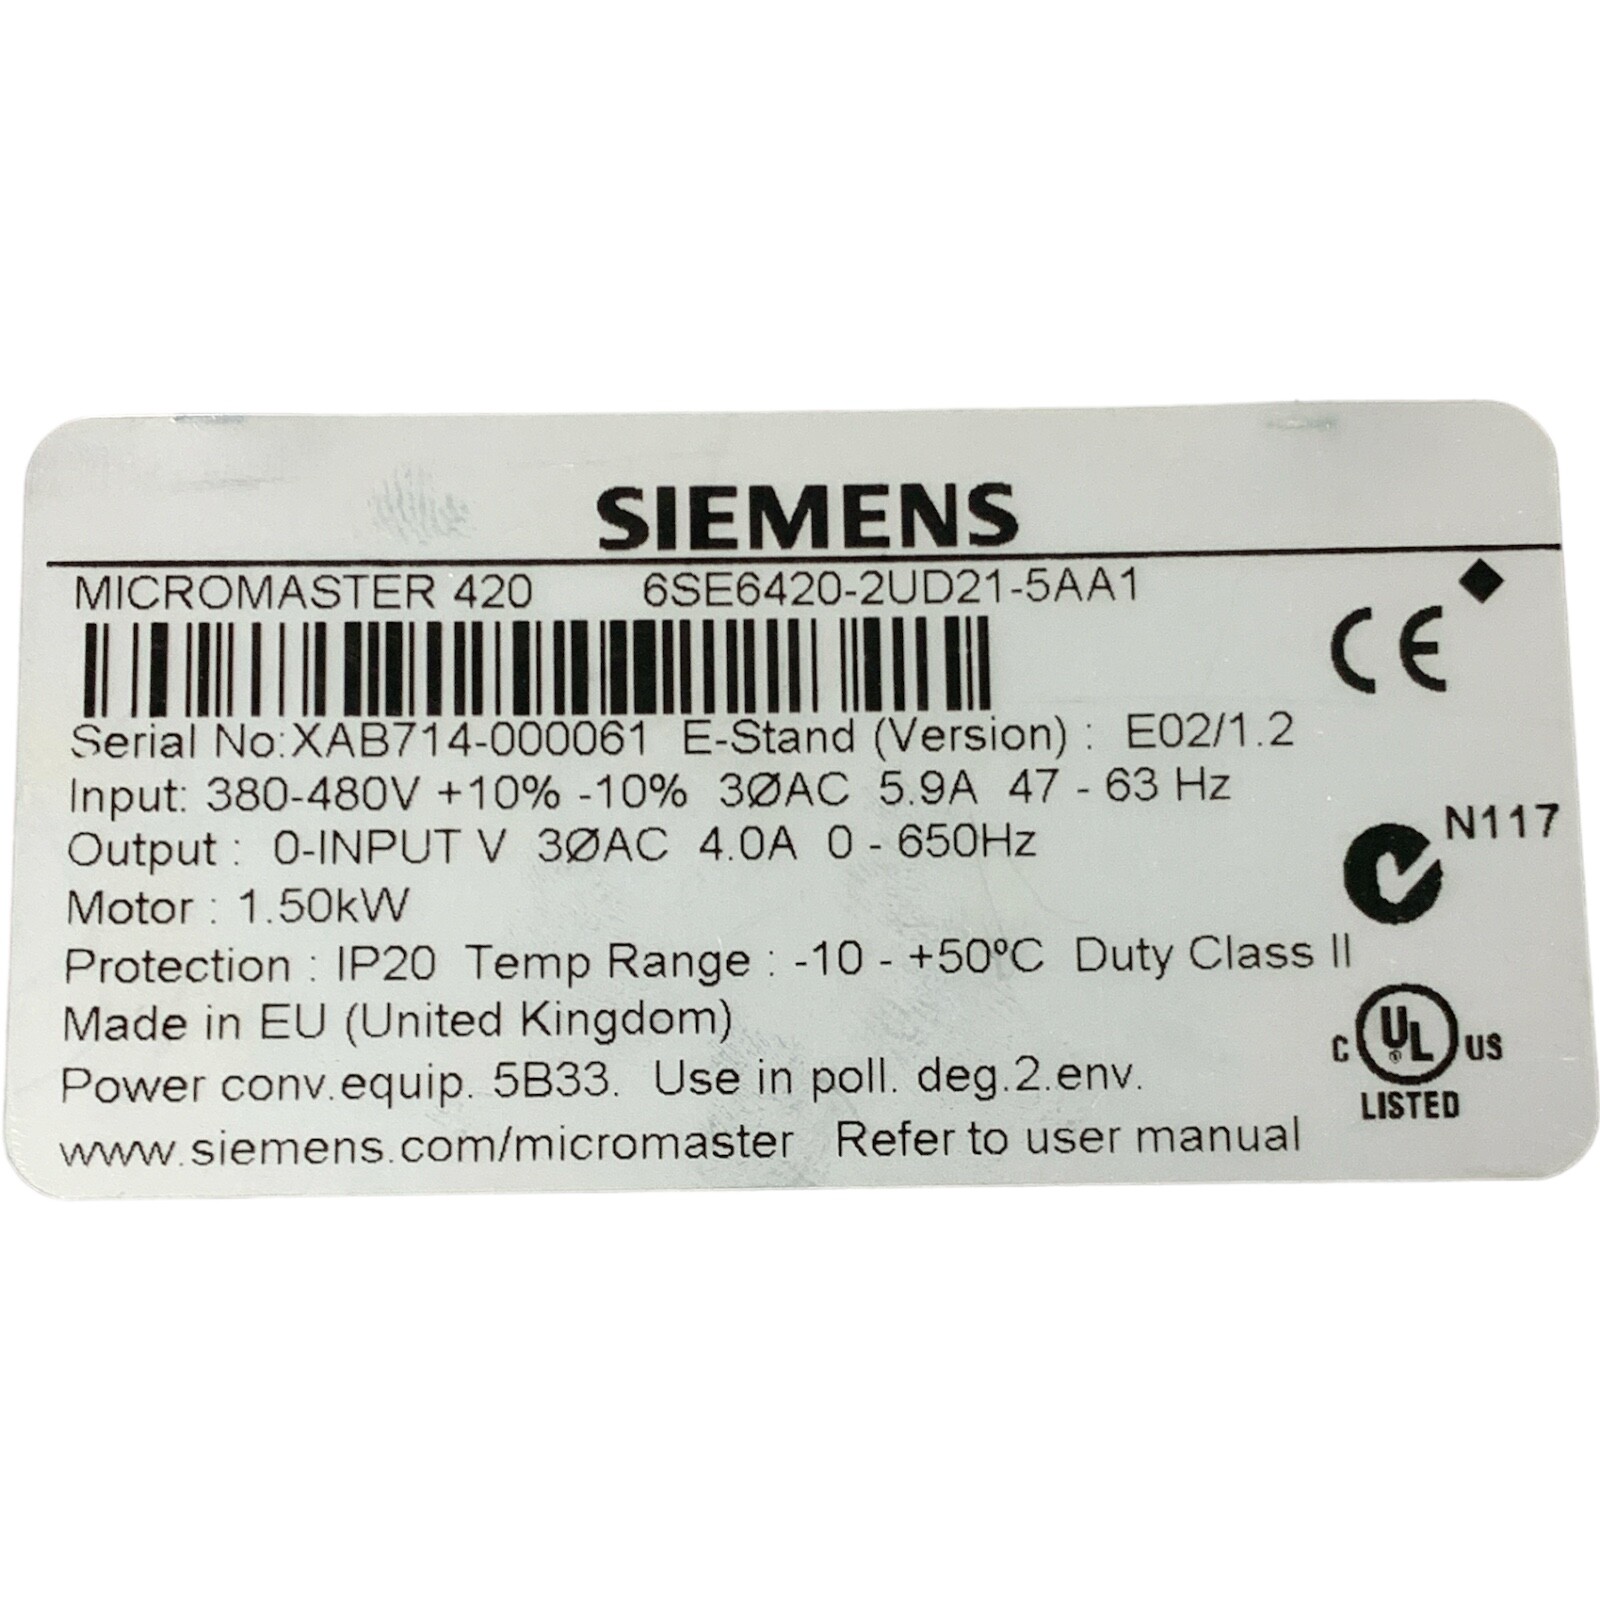 SIEMENS
MICROMASTER 420 6SE6420-2UD21-5AA1
CE
Serial No:XAB714-000061 E-Stand (Version) : E02/1.2
Input: 380-480V +10% -10% 3ØAC 5.9A 47 - 63 Hz
N117
Output : 0-INPUT V 3ØAC 4.0A 0 - 650Hz
Motor : 1.50kW
Protection : IP20 Temp Range : -10 - +50ºC Duty Class II
Made in EU (United Kingdom)
C UL® US
LISTED
Power conv.equip. 5B33. Use in poll. deg.2.env.
www.siemens.com/micromaster Refer to user manual